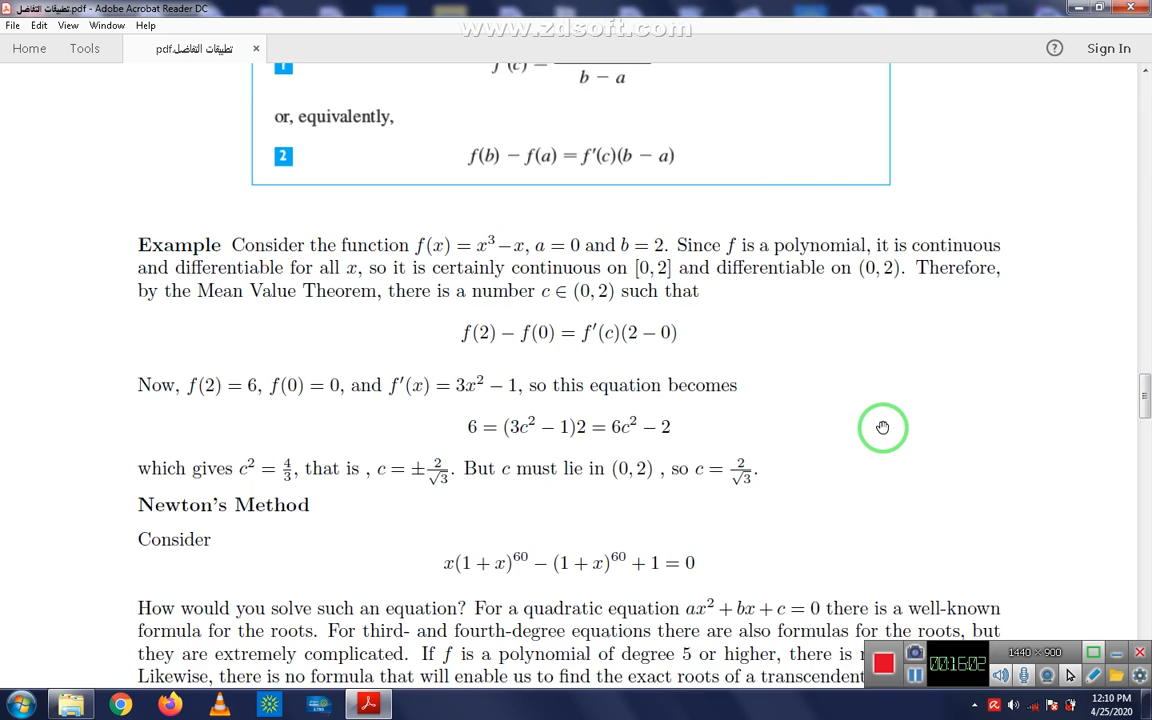 تطبيقات التفاضل.pdf - Adobe Acrobat Reader DC
www.zdsoft.com
File Edit View Window Help
Home Tools تطبيقات التفاضل.pdf × Sign In
1 f′(c) =
b − a
or, equivalently,
2 f(b) − f(a) = f′(c)(b − a)
Example Consider the function f(x) = x³−x, a = 0 and b = 2. Since f is a polynomial, it is continuous
and differentiable for all x, so it is certainly continuous on [0, 2] and differentiable on (0, 2). Therefore,
by the Mean Value Theorem, there is a number c ∈ (0, 2) such that
f(2) − f(0) = f′(c)(2 − 0)
Now, f(2) = 6, f(0) = 0, and f′(x) = 3x² − 1, so this equation becomes
6 = (3c² − 1)2 = 6c² − 2
which gives c² = 4/3, that is , c = ±2/√3. But c must lie in (0, 2) , so c = 2/√3.
Newton's Method
Consider
x(1 + x)⁶⁰ − (1 + x)⁶⁰ + 1 = 0
How would you solve such an equation? For a quadratic equation ax² + bx + c = 0 there is a well-known
formula for the roots. For third- and fourth-degree equations there are also formulas for the roots, but
they are extremely complicated. If f is a polynomial of degree 5 or higher, there is
Likewise, there is no formula that will enable us to find the exact roots of a
1440 × 900
00:16:02
12:10 PM
4/25/2020